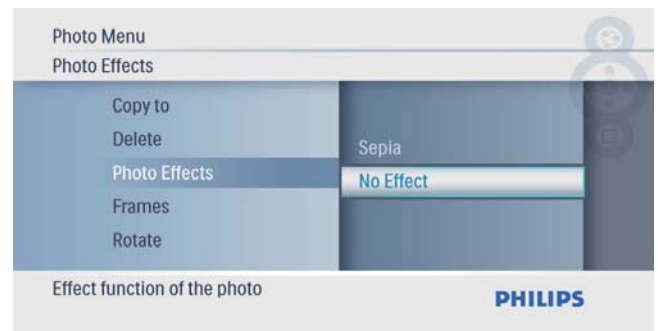 Photo Menu
Photo Effects
Copy to
Delete
Photo Effects
Frames
Rotate
Sepia
No Effect
Effect function of the photo
PHILIPS